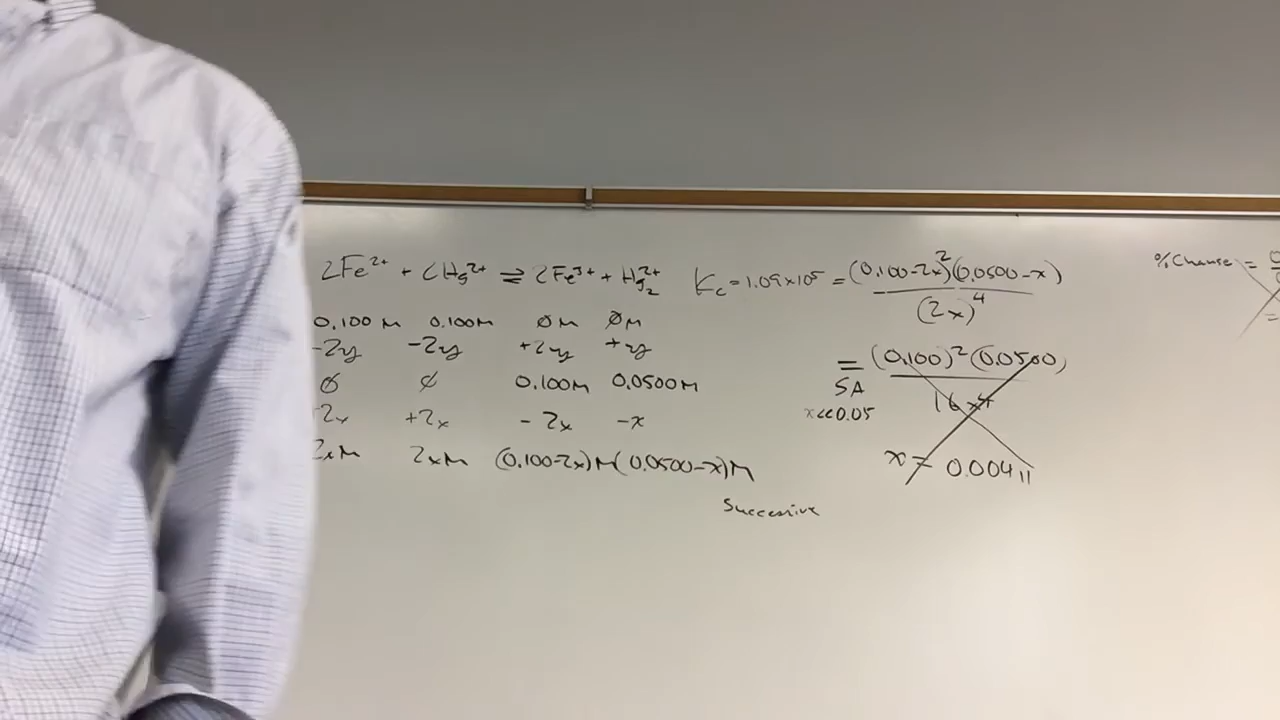 2Fe²⁺ + 2Hg²⁺ ⇌ 2Fe³⁺ + Hg₂²⁺ K_c = 1.09×10⁵ = (0.100-2x)²(0.0500-x) / (2x)⁴
0.100 M 0.100M ØM ØM
-2y -2y +2y +y
Ø Ø 0.100M 0.0500M
+2x +2x - 2x -x
2xM 2xM (0.100-2x)M (0.0500-x)M
Successive
= (0.100)²(0.0500) / 16x⁴
SA
x<<0.05
x = 0.00411
% Change =
=